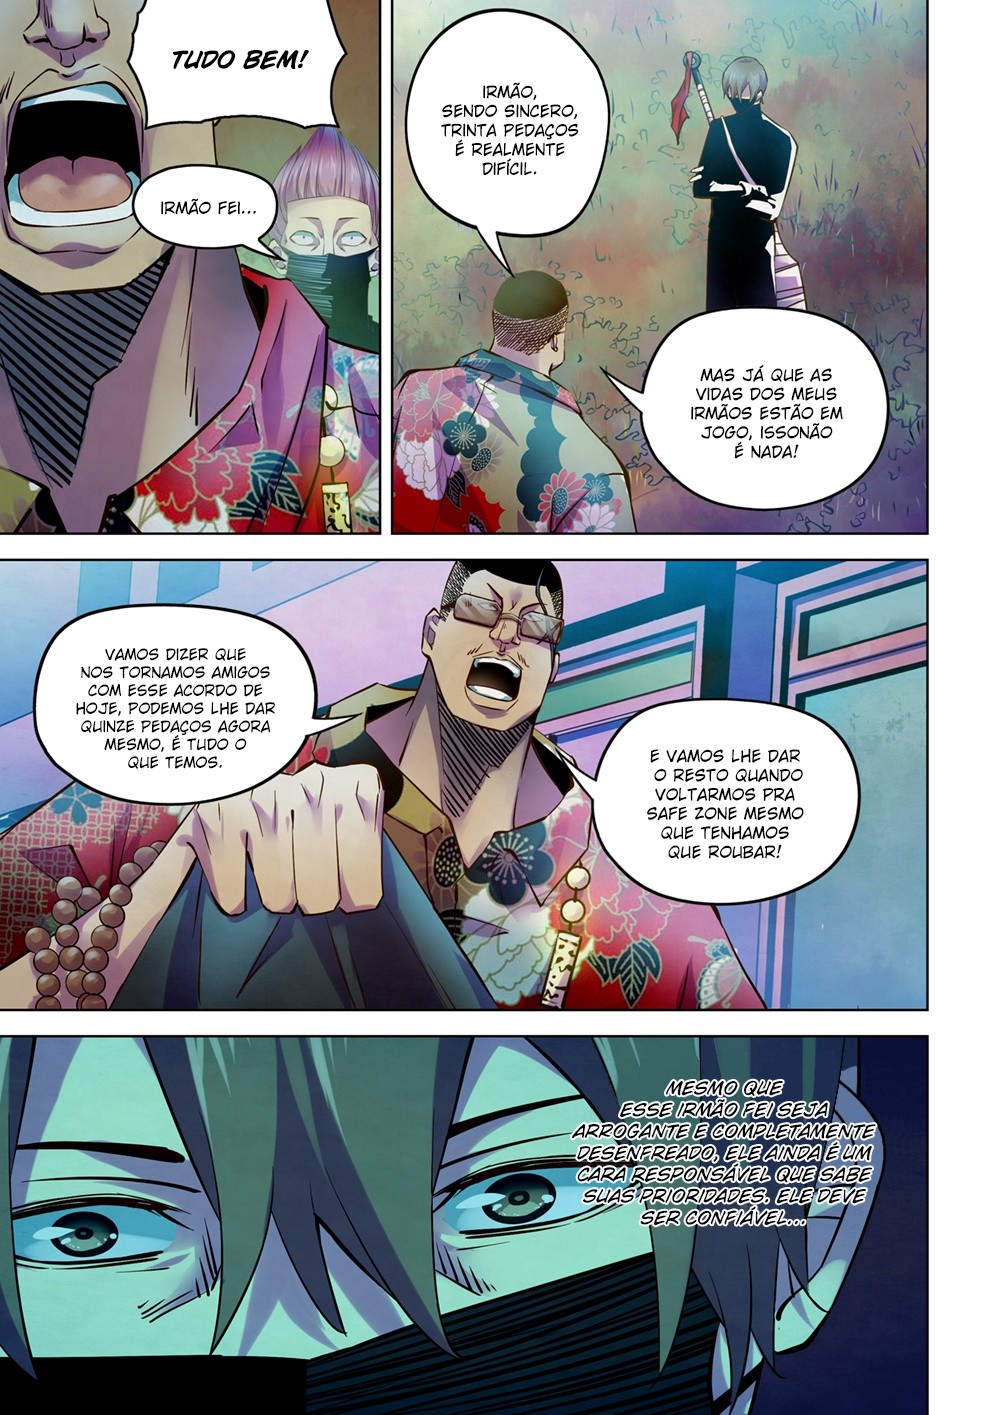 TUDO BEM!
IRMÃO FEI...
IRMÃO,
SENDO SINCERO,
TRINTA PEDAÇOS
É REALMENTE
DIFÍCIL.
MAS JÁ QUE AS
VIDAS DOS MEUS
IRMÃOS ESTÃO EM
JOGO, ISSONÃO
É NADA!
VAMOS DIZER QUE
NOS TORNAMOS AMIGOS
COM ESSE ACORDO DE
HOJE, PODEMOS LHE DAR
QUINZE PEDAÇOS AGORA
MESMO, É TUDO O
QUE TEMOS.
E VAMOS LHE DAR
O RESTO QUANDO
VOLTARMOS PRA
SAFE ZONE MESMO
QUE TENHAMOS
QUE ROUBAR!
MESMO QUE
ESSE IRMÃO FEI SEJA
ARROGANTE E COMPLETAMENTE
DESENFREADO, ELE AINDA É UM
CARA RESPONSÁVEL QUE SABE
SUAS PRIORIDADES. ELE DEVE
SER CONFIÁVEL...